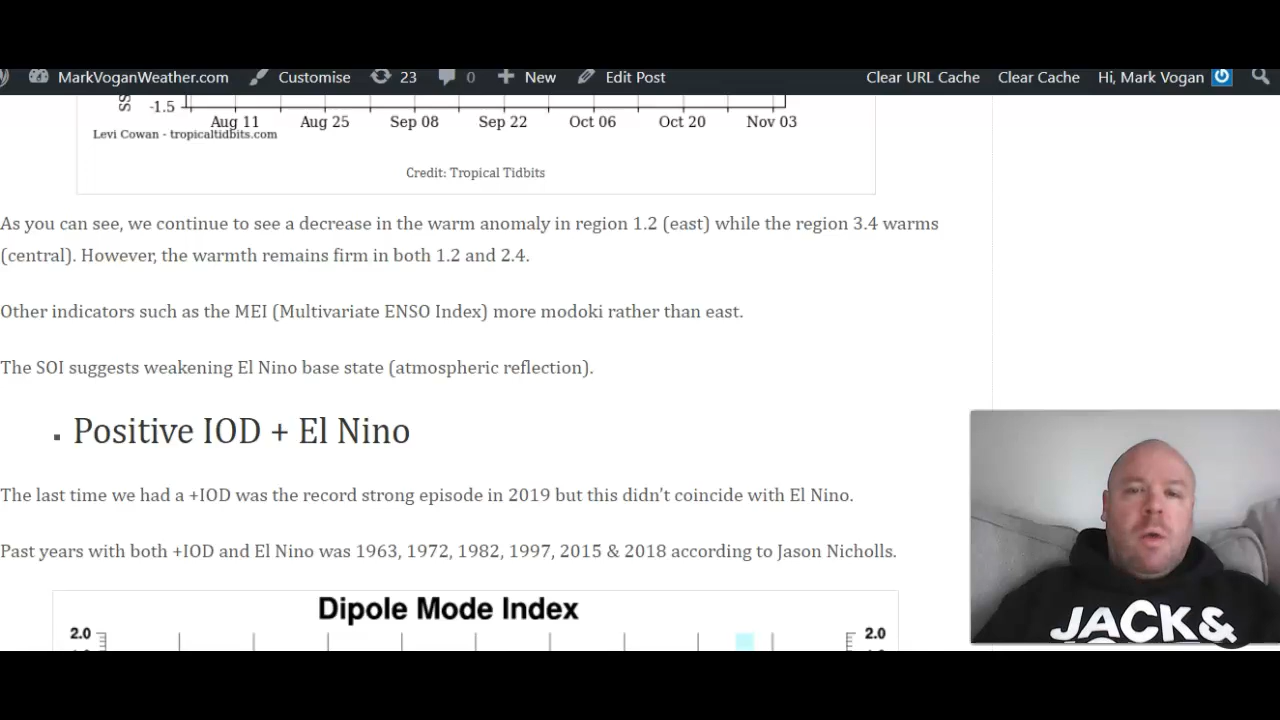 MarkVoganWeather.com Customise 23 0 New Edit Post Clear URL Cache Clear Cache Hi, Mark Vogan
SS
-1.5
Aug 11 Aug 25 Sep 08 Sep 22 Oct 06 Oct 20 Nov 03
Levi Cowan - tropicaltidbits.com
Credit: Tropical Tidbits
As you can see, we continue to see a decrease in the warm anomaly in region 1.2 (east) while the region 3.4 warms
(central). However, the warmth remains firm in both 1.2 and 2.4.
Other indicators such as the MEI (Multivariate ENSO Index) more modoki rather than east.
The SOI suggests weakening El Nino base state (atmospheric reflection).
Positive IOD + El Nino
The last time we had a +IOD was the record strong episode in 2019 but this didn't coincide with El Nino.
Past years with both +IOD and El Nino was 1963, 1972, 1982, 1997, 2015 & 2018 according to Jason Nicholls.
Dipole Mode Index
2.0 2.0
JACK&